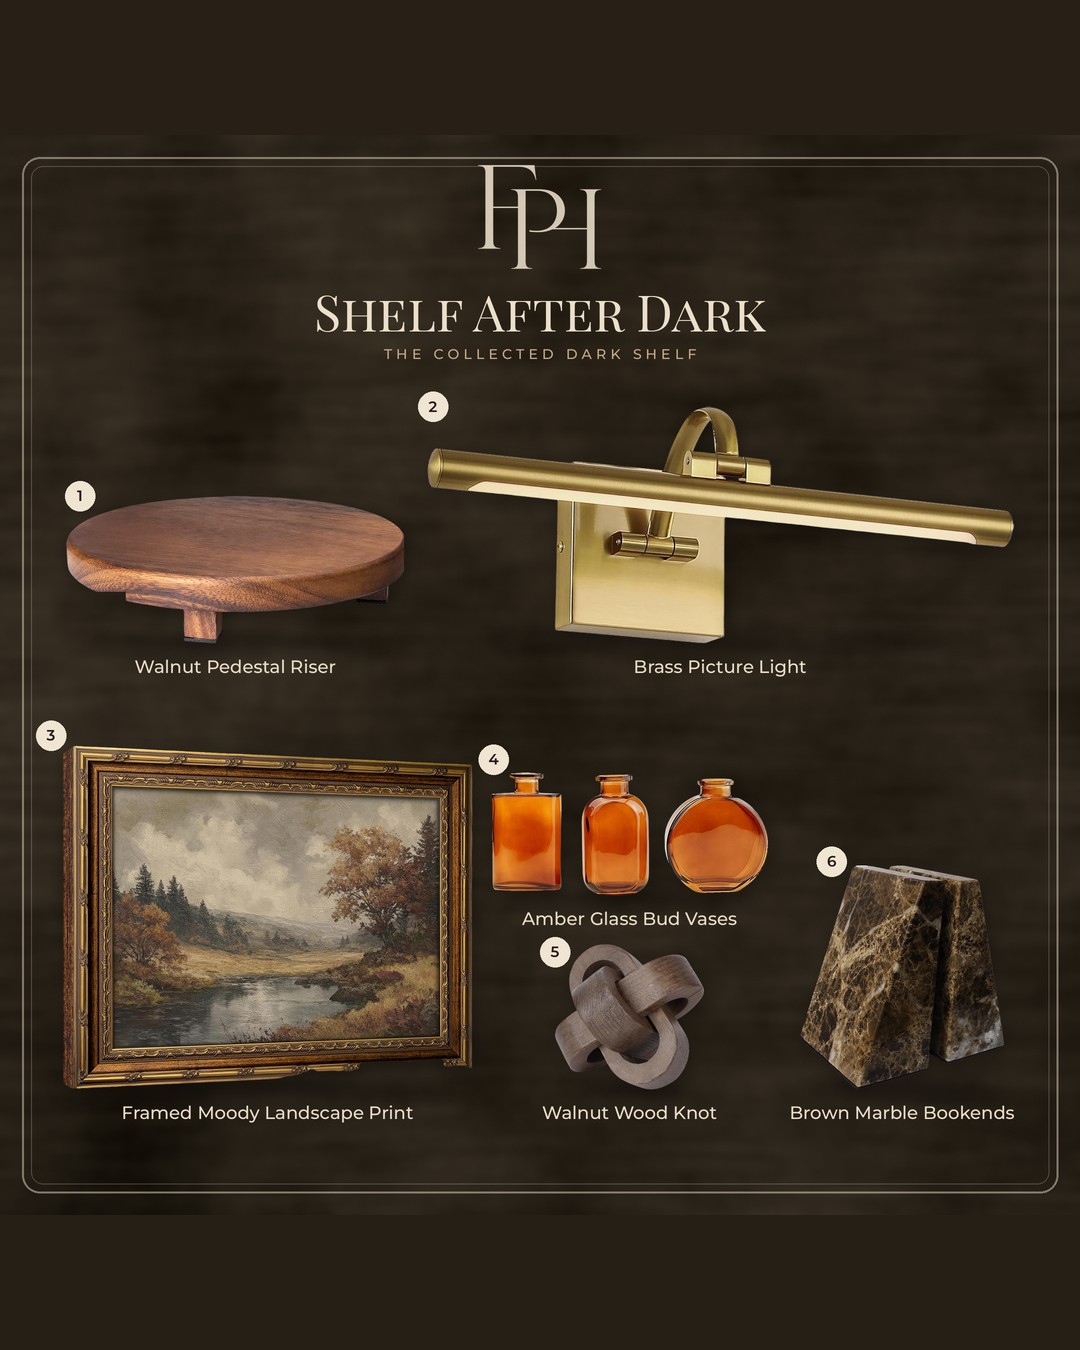 FPH
SHELF AFTER DARK
THE COLLECTED DARK SHELF
1
Walnut Pedestal Riser
2
Brass Picture Light
3
Framed Moody Landscape Print
4
Amber Glass Bud Vases
5
Walnut Wood Knot
6
Brown Marble Bookends